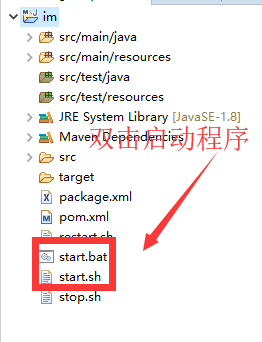 im
src/main/java
src/main/resources
src/test/java
src/test/resources
JRE System Library [JavaSE-1.8]
Maven Dependencies
双击启动程序
src
target
package.xml
pom.xml
restart.sh
start.bat
start.sh
stop.sh